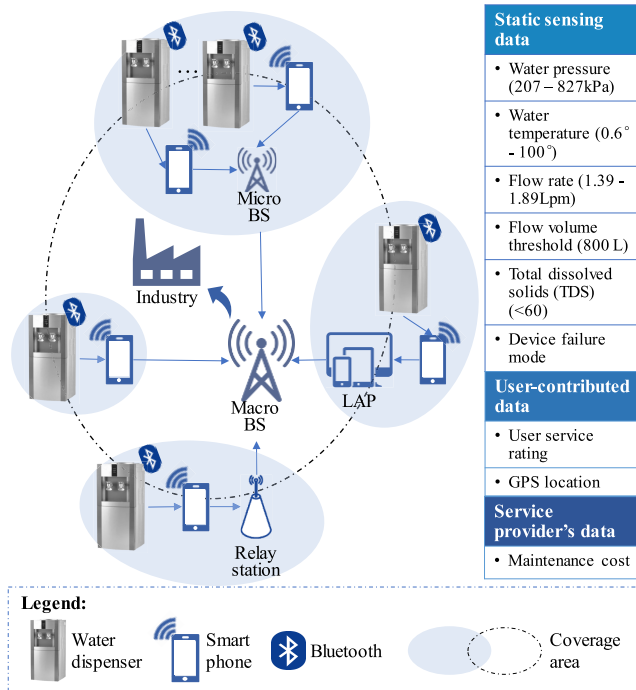 ...
Micro
BS
Industry
Macro
BS
LAP
Relay
station
Static sensing
data
• Water pressure
(207 – 827kPa)
• Water
temperature (0.6°
- 100°)
• Flow rate (1.39 -
1.89Lpm)
• Flow volume
threshold (800 L)
• Total dissolved
solids (TDS)
(<60)
• Device failure
mode
User-contributed
data
• User service
rating
• GPS location
Service
provider’s data
• Maintenance cost
Legend:
Water
dispenser
Smart
phone
Bluetooth
Coverage
area